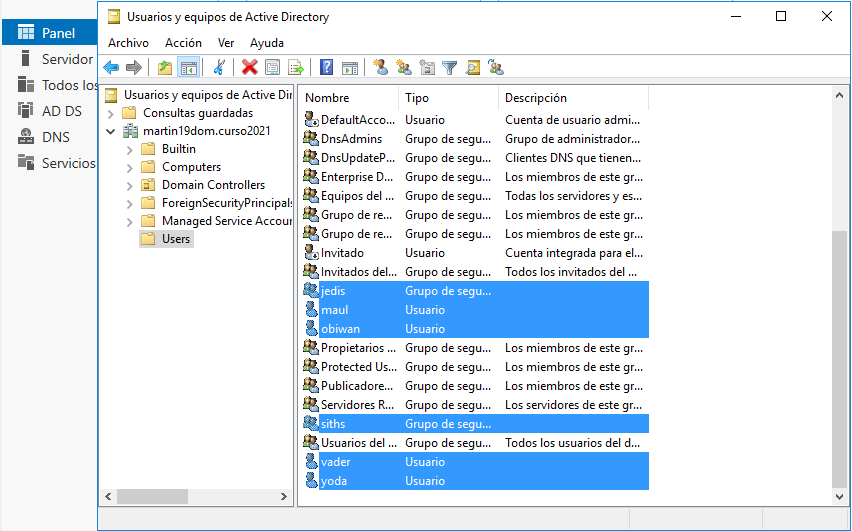 Usuarios y equipos de Active Directory
Archivo Acción Ver Ayuda
Panel
Servidor
Todos los
AD DS
DNS
Servicios
Usuarios y equipos de Active Dir
Consultas guardadas
martin19dom.curso2021
Builtin
Computers
Domain Controllers
ForeignSecurityPrincipals
Managed Service Accour
Users
Nombre Tipo Descripción
DefaultAcco... Usuario Cuenta de usuario admi...
DnsAdmins Grupo de segu... Grupo de administrador...
DnsUpdateP... Grupo de segu... Clientes DNS que tienen...
Enterprise D... Grupo de segu... Los miembros de este gr...
Equipos del ... Grupo de segu... Todas los servidores y es...
Grupo de re... Grupo de segu... Los miembros de este gr...
Grupo de re... Grupo de segu... Los miembros de este gr...
Invitado Usuario Cuenta integrada para el...
Invitados del... Grupo de segu... Todos los invitados del ...
jedis Grupo de segu...
maul Usuario
obiwan Usuario
Propietarios ... Grupo de segu... Los miembros de este gr...
Protected Us... Grupo de segu... Los miembros de este gr...
Publicadore... Grupo de segu... Los miembros de este gr...
Servidores R... Grupo de segu... Los servidores de este gr...
siths Grupo de segu...
Usuarios del ... Grupo de segu... Todos los usuarios del d...
vader Usuario
yoda Usuario